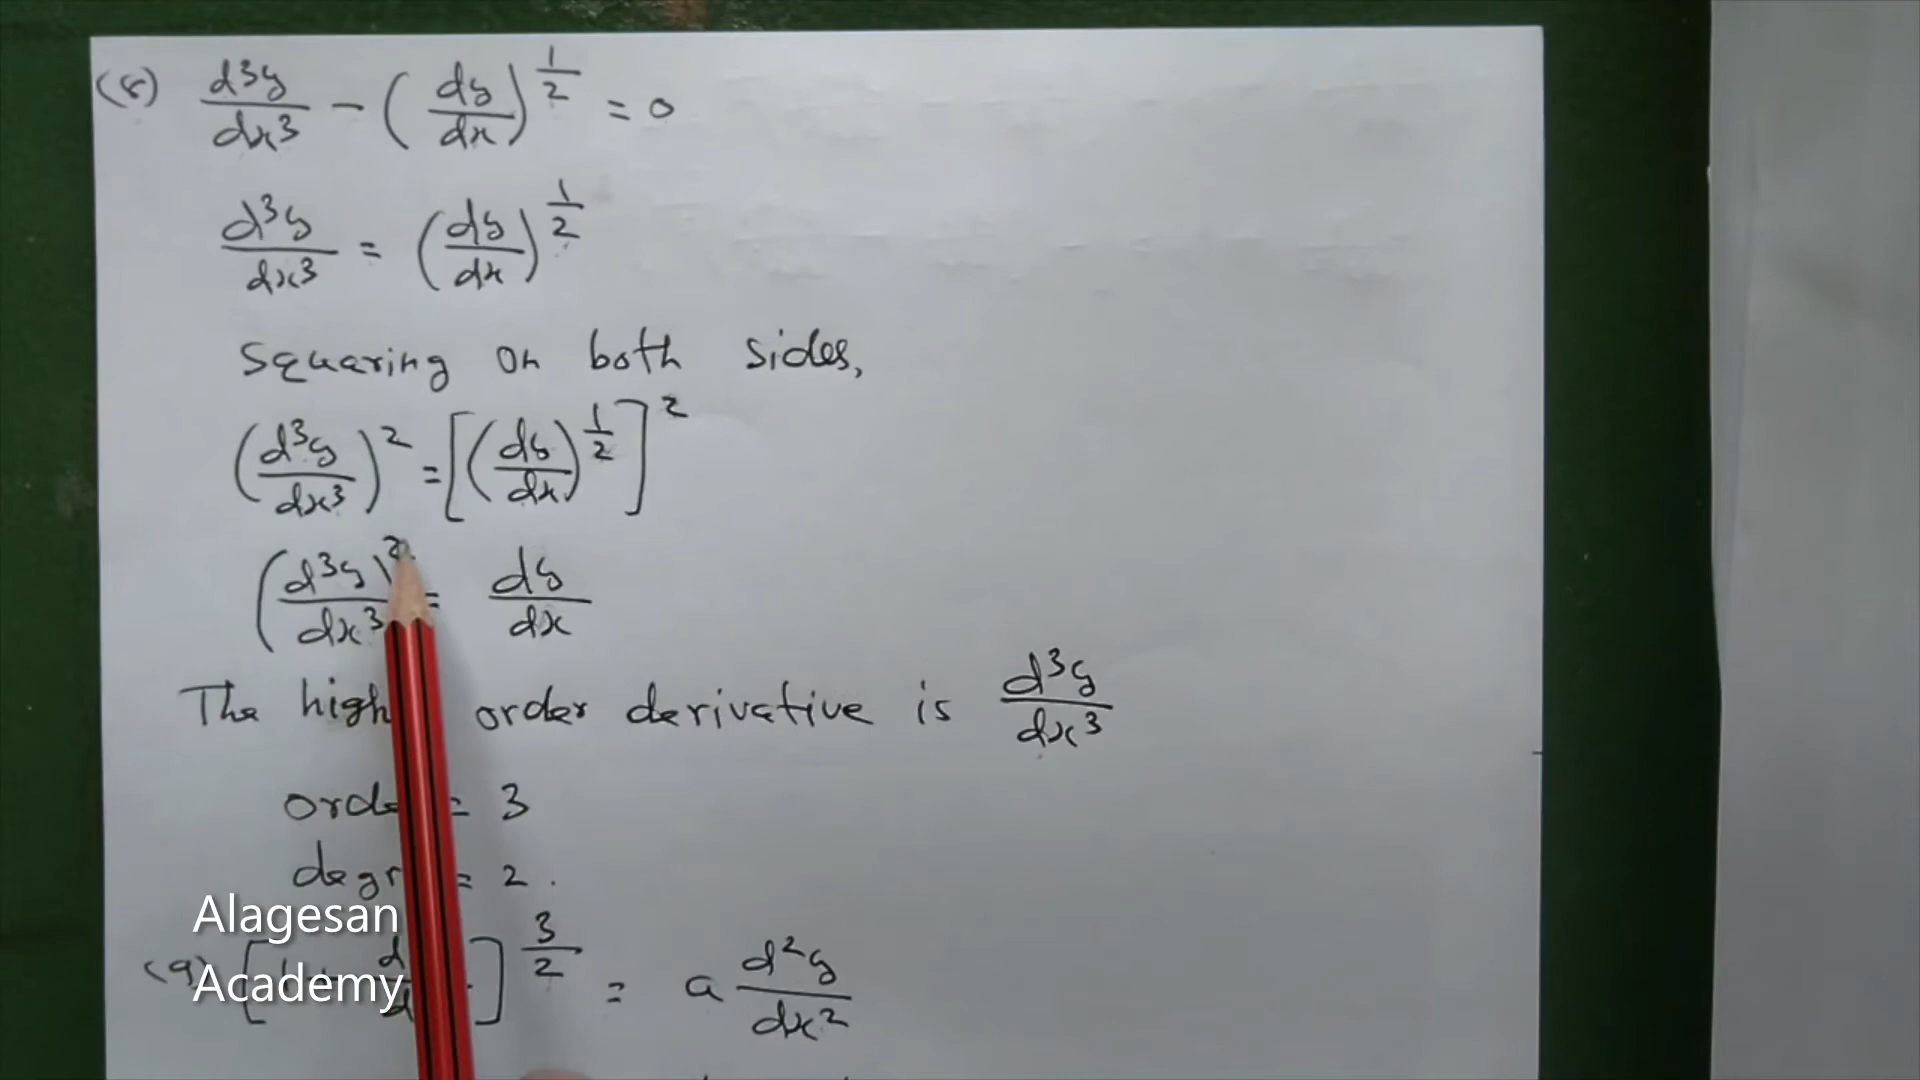 (8) d³y/dx³ - (dy/dx)^(1/2) = 0
d³y/dx³ = (dy/dx)^(1/2)
Squaring on both sides,
(d³y/dx³)² = [(dy/dx)^(1/2)]²
(d³y/dx³)² = dy/dx
The high order derivative is d³y/dx³
order = 3
degr = 2.
Alagesan
Academy
(9) [ ]^(3/2) = a d²y/dx²